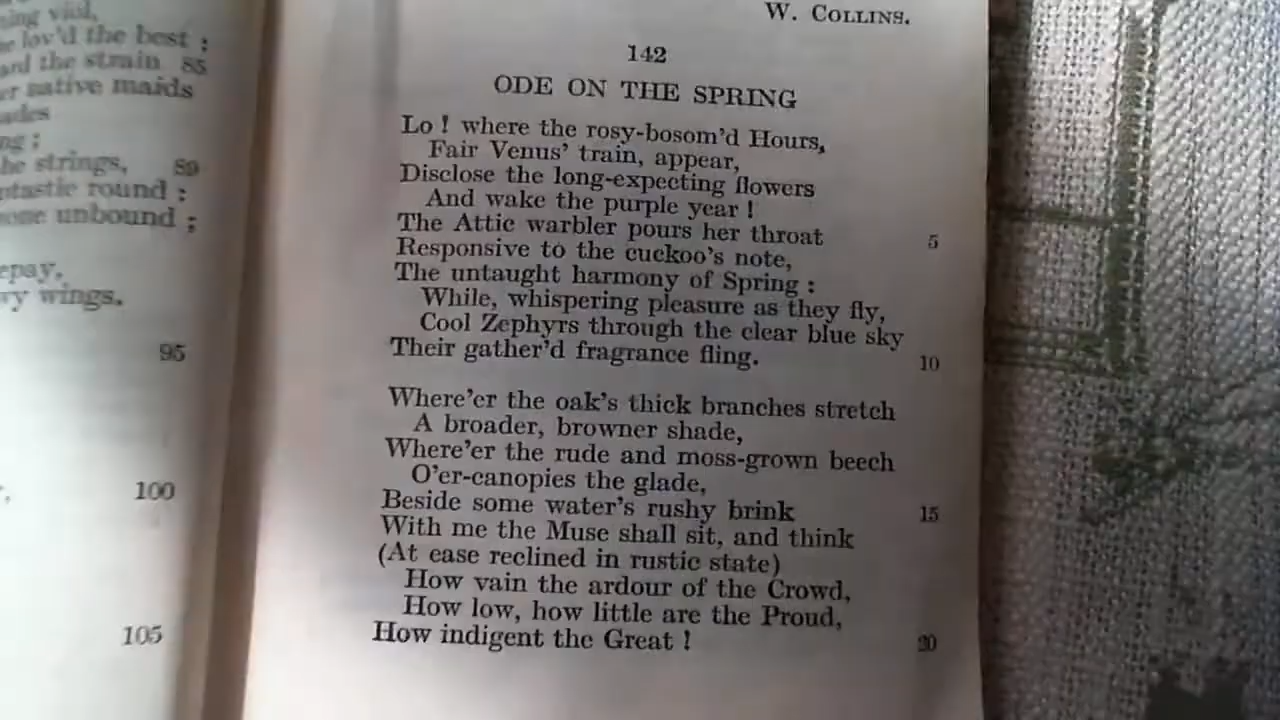 ning viol,
lov'd the best ;
the strain 85
native maids
ng ;
strings, 89
round :
unbound ;
epay,
wings.
95
100
105
W. COLLINS.
142
ODE ON THE SPRING
Lo ! where the rosy-bosom'd Hours,
Fair Venus' train, appear,
Disclose the long-expecting flowers
And wake the purple year !
The Attic warbler pours her throat 5
Responsive to the cuckoo's note,
The untaught harmony of Spring :
While, whispering pleasure as they fly,
Cool Zephyrs through the clear blue sky
Their gather'd fragrance fling. 10
Where'er the oak's thick branches stretch
A broader, browner shade,
Where'er the rude and moss-grown beech
O'er-canopies the glade,
Beside some water's rushy brink 15
With me the Muse shall sit, and think
(At ease reclined in rustic state)
How vain the ardour of the Crowd,
How low, how little are the Proud,
How indigent the Great ! 20